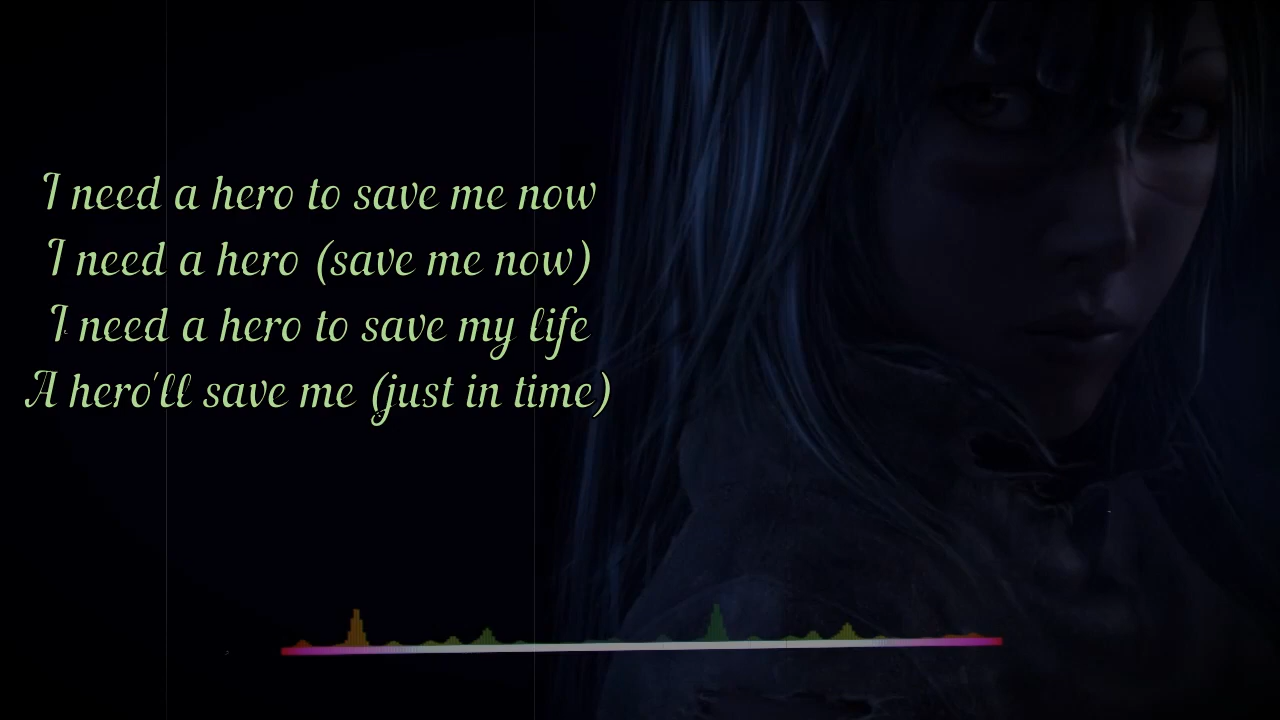 I need a hero to save me now
I need a hero (save me now)
I need a hero to save my life
A hero'll save me (just in time)